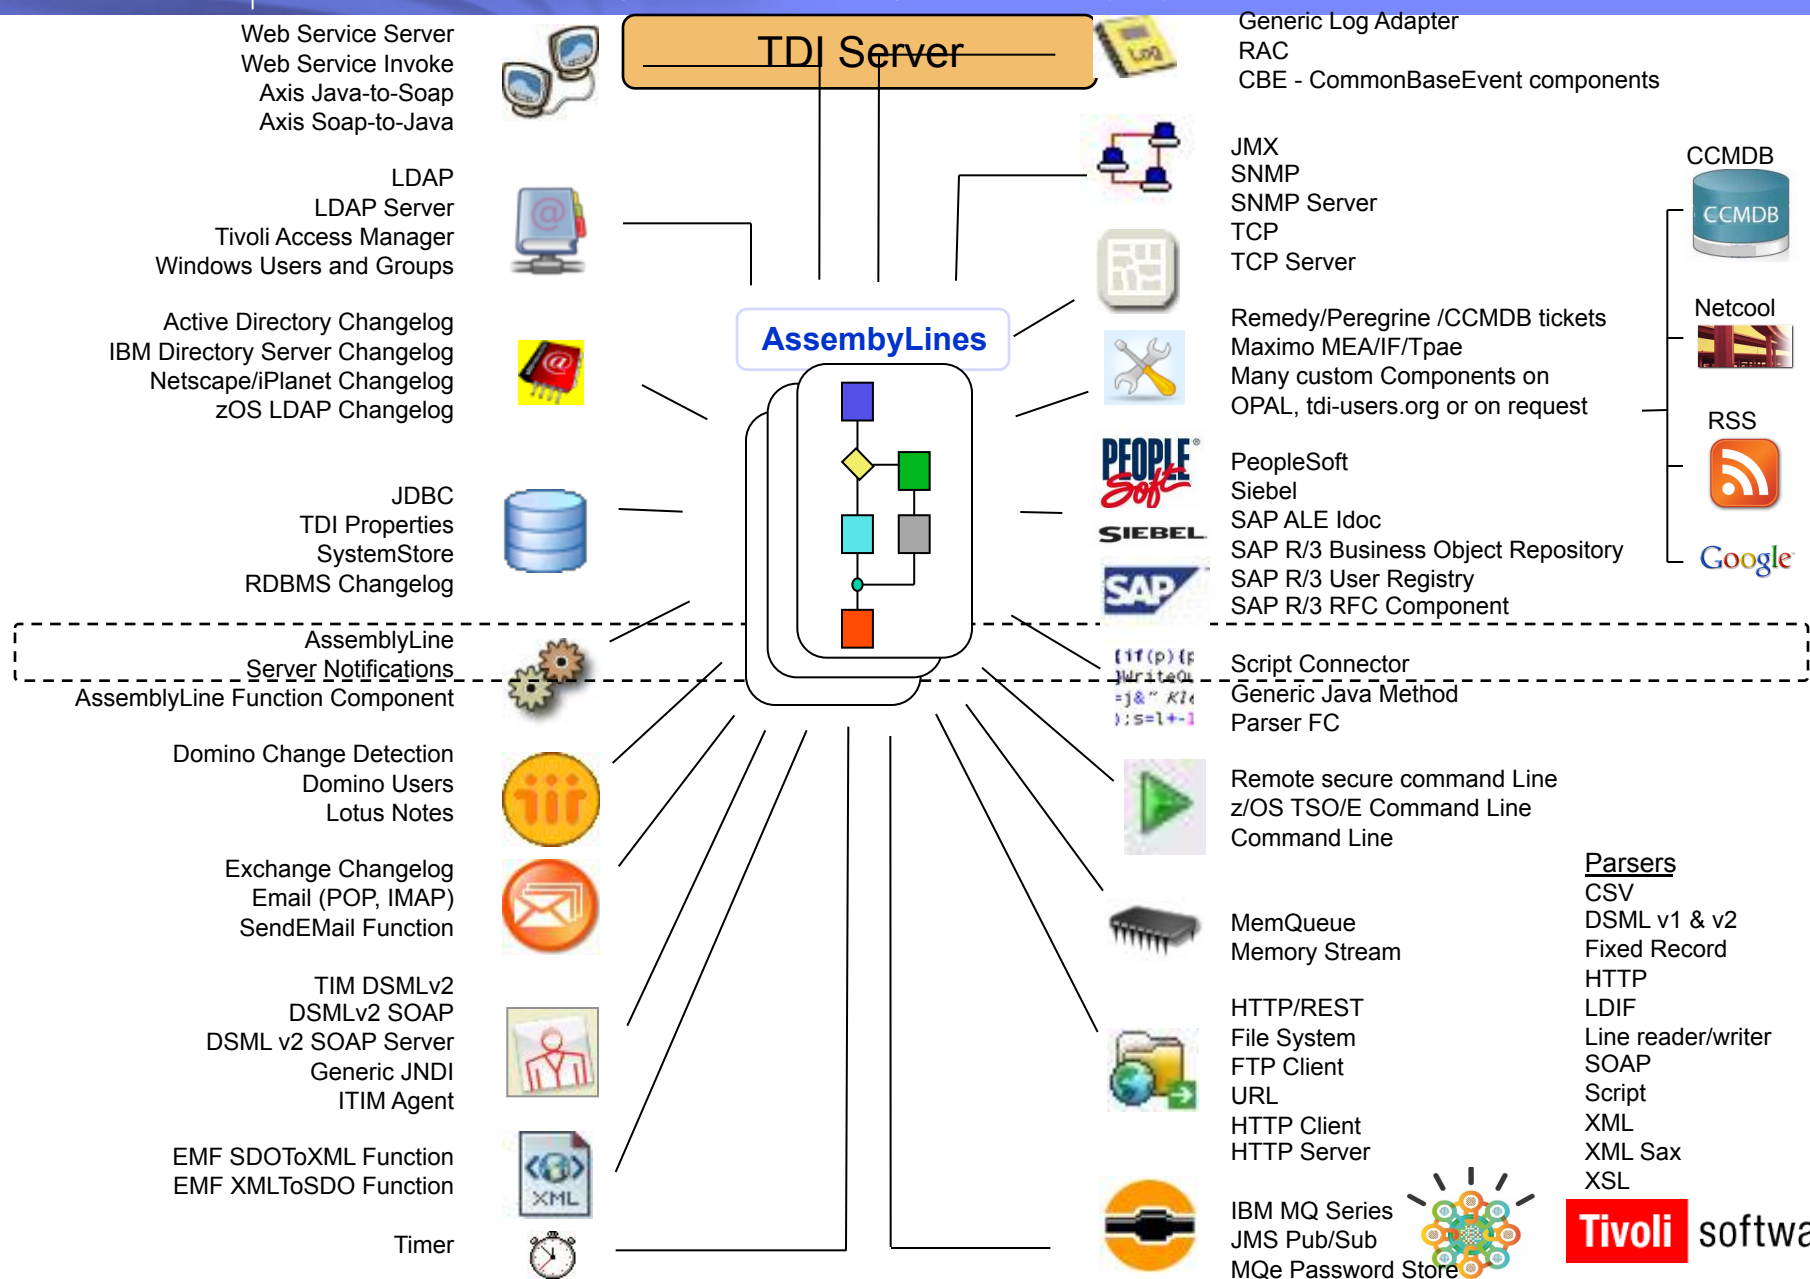 TDI Server
Web Service Server
Web Service Invoke
Axis Java-to-Soap
Axis Soap-to-Java
LDAP
LDAP Server
Tivoli Access Manager
Windows Users and Groups
Active Directory Changelog
IBM Directory Server Changelog
Netscape/iPlanet Changelog
zOS LDAP Changelog
JDBC
TDI Properties
SystemStore
RDBMS Changelog
AssemblyLine
Server Notifications
AssemblyLine Function Component
Domino Change Detection
Domino Users
Lotus Notes
Exchange Changelog
Email (POP, IMAP)
SendEMail Function
TIM DSMLv2
DSMLv2 SOAP
DSML v2 SOAP Server
Generic JNDI
ITIM Agent
EMF SDOToXML Function
EMF XMLToSDO Function
XML
Timer
AssembyLines
Log
Generic Log Adapter
RAC
CBE - CommonBaseEvent components
JMX
SNMP
SNMP Server
TCP
TCP Server
Remedy/Peregrine /CCMDB tickets
Maximo MEA/IF/Tpae
Many custom Components on
OPAL, tdi-users.org or on request
PEOPLE
Soft
SIEBEL
SAP
PeopleSoft
Siebel
SAP ALE Idoc
SAP R/3 Business Object Repository
SAP R/3 User Registry
SAP R/3 RFC Component
{if(p){p
}WriteOu
=j&" Kle
);s=l+-1
Script Connector
Generic Java Method
Parser FC
Remote secure command Line
z/OS TSO/E Command Line
Command Line
MemQueue
Memory Stream
HTTP/REST
File System
FTP Client
URL
HTTP Client
HTTP Server
IBM MQ Series
JMS Pub/Sub
MQe Password Store
CCMDB
CCMDB
Netcool
RSS
Google
Parsers
CSV
DSML v1 & v2
Fixed Record
HTTP
LDIF
Line reader/writer
SOAP
Script
XML
XML Sax
XSL
Tivoli softwa